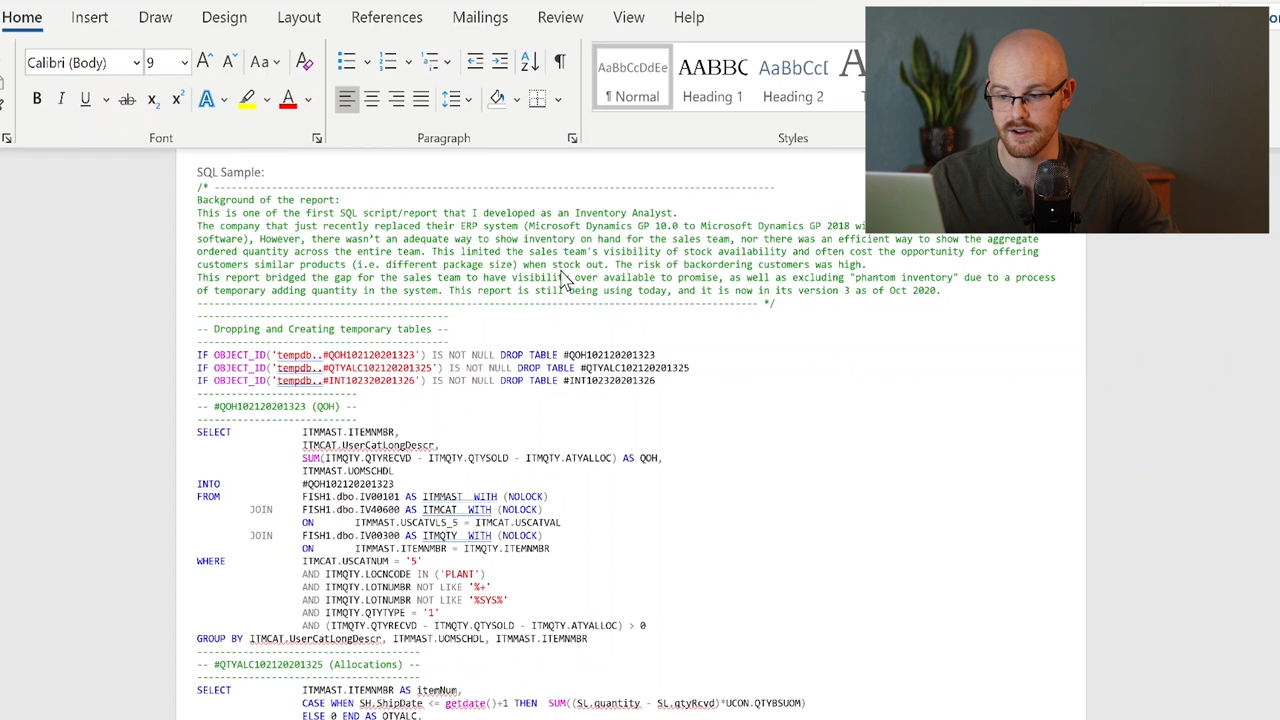 Home Insert Draw Design Layout References Mailings Review View Help
Calibri (Body) 9 A A Aa A
B I U ab x2 x2 A A
AaBbCcDdEe AABBC AaBbCcD
Normal Heading 1 Heading 2
Font Paragraph Styles
SQL Sample:
/* -----------------------------------------------------------------------------------
Background of the report:
This is one of the first SQL script/report that I developed as an Inventory Analyst.
The company that just recently replaced their ERP system (Microsoft Dynamics GP 10.0 to Microsoft Dynamics GP 2018
software), However, there wasn't an adequate way to show inventory on hand for the sales team, nor there was an efficient way to show the aggregate
ordered quantity across the entire team. This limited the sales team's visibility of stock availability and often cost the opportunity for offering
customers similar products (i.e. different package size) when stock out. The risk of backordering customers was high.
This report bridged the gap for the sales team to have visibility over available to promise, as well as excluding "phantom inventory" due to a process
of temporary adding quantity in the system. This report is still being using today, and it is now in its version 3 as of Oct 2020.
----------------------------------------------------------------------------------- */
--------------------------------------
-- Dropping and Creating temporary tables --
--------------------------------------
IF OBJECT_ID('tempdb..#QOH102120201323') IS NOT NULL DROP TABLE #QOH102120201323
IF OBJECT_ID('tempdb..#QTYALC102120201325') IS NOT NULL DROP TABLE #QTYALC102120201325
IF OBJECT_ID('tempdb..#INT102320201326') IS NOT NULL DROP TABLE #INT102320201326
------------------------
-- #QOH102120201323 (QOH) --
------------------------
SELECT ITMMAST.ITEMNMBR,
ITMCAT.UserCatLongDescr,
SUM(ITMQTY.QTYRECVD - ITMQTY.QTYSOLD - ITMQTY.ATYALLOC) AS QOH,
ITMMAST.UOMSCHDL
INTO #QOH102120201323
FROM FISH1.dbo.IV00101 AS ITMMAST WITH (NOLOCK)
JOIN FISH1.dbo.IV40600 AS ITMCAT WITH (NOLOCK)
ON ITMMAST.USCATVLS_5 = ITMCAT.USCATVAL
JOIN FISH1.dbo.IV00300 AS ITMQTY WITH (NOLOCK)
ON ITMMAST.ITEMNMBR = ITMQTY.ITEMNMBR
WHERE ITMCAT.USCATNUM = '5'
AND ITMQTY.LOCNCODE IN ('PLANT')
AND ITMQTY.LOTNUMBR NOT LIKE '%+'
AND ITMQTY.LOTNUMBR NOT LIKE '%SYS%'
AND ITMQTY.QTYTYPE = '1'
AND (ITMQTY.QTYRECVD - ITMQTY.QTYSOLD - ITMQTY.ATYALLOC) > 0
GROUP BY ITMCAT.UserCatLongDescr, ITMMAST.UOMSCHDL, ITMMAST.ITEMNMBR
----------------------------------
-- #QTYALC102120201325 (Allocations) --
----------------------------------
SELECT ITMMAST.ITEMNMBR AS itemNum,
CASE WHEN SH.ShipDate <= getdate()+1 THEN SUM((SL.quantity - SL.qtyRcvd)*UCON.QTYBSUOM)
ELSE 0 END AS QTYALC,